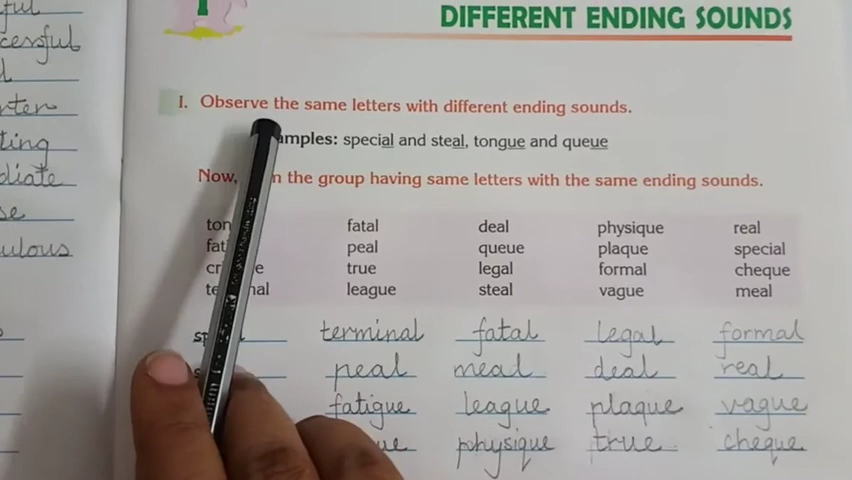 ful
cessful
DIFFERENT ENDING SOUNDS
I. Observe the same letters with different ending sounds.
amples: special and steal, tongue and queue
Now, the group having same letters with the same ending sounds.
fatal deal physique real
peal queue plaque special
true legal formal cheque
league steal vague meal
terminal fatal legal formal
peal meal deal real
fatigue league plaque vague
physique true cheque